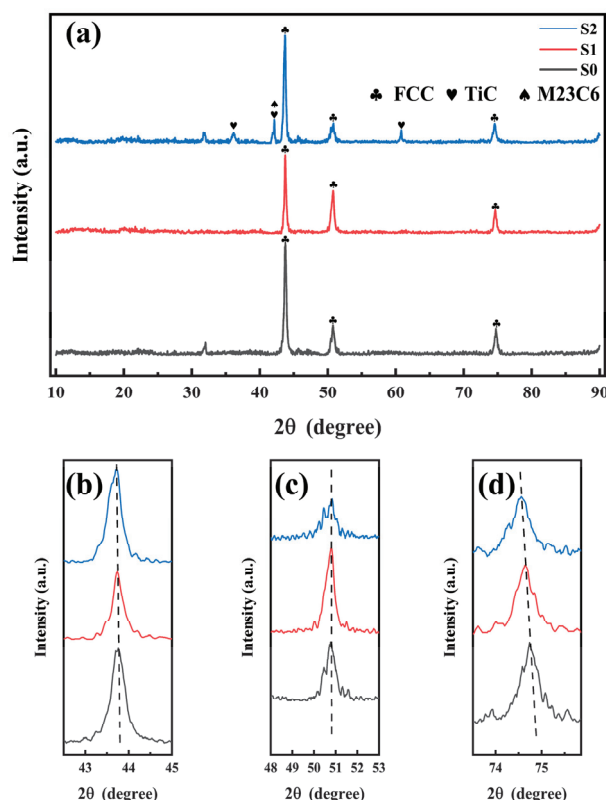 (a)
S2
S1
S0
♣ FCC ♥ TiC ♠ M23C6
Intensity (a.u.)
10 20 30 40 50 60 70 80 90
2θ (degree)
(b)
Intensity (a.u.)
43 44 45
2θ (degree)
(c)
Intensity (a.u.)
48 49 50 51 52 53
2θ (degree)
(d)
Intensity (a.u.)
74 75
2θ (degree)